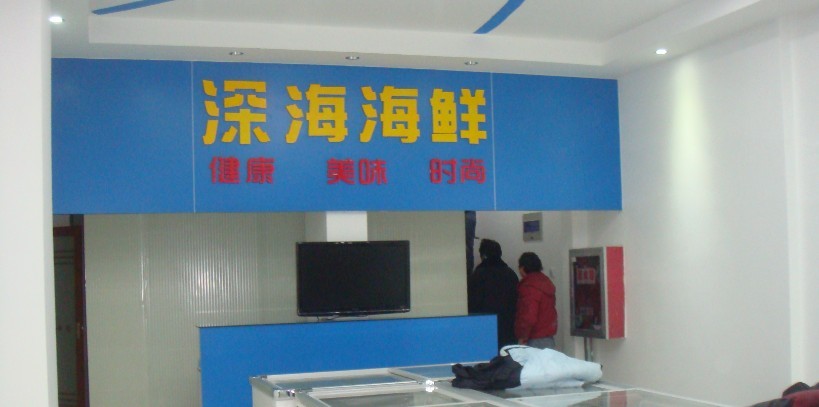 深海海鲜
健康 美味 时尚